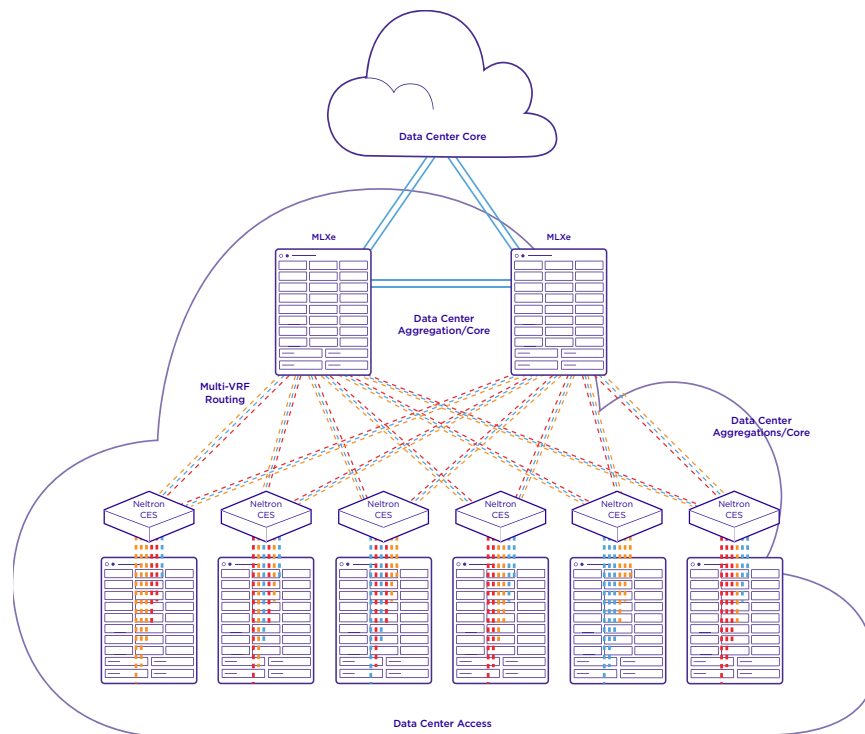 Data Center Core
MLXe
MLXe
Data Center
Aggregation/Core
Multi-VRF
Routing
Data Center
Aggregations/Core
Neltron
CES
Neltron
CES
Neltron
CES
Neltron
CES
Neltron
CES
Neltron
CES
Data Center Access